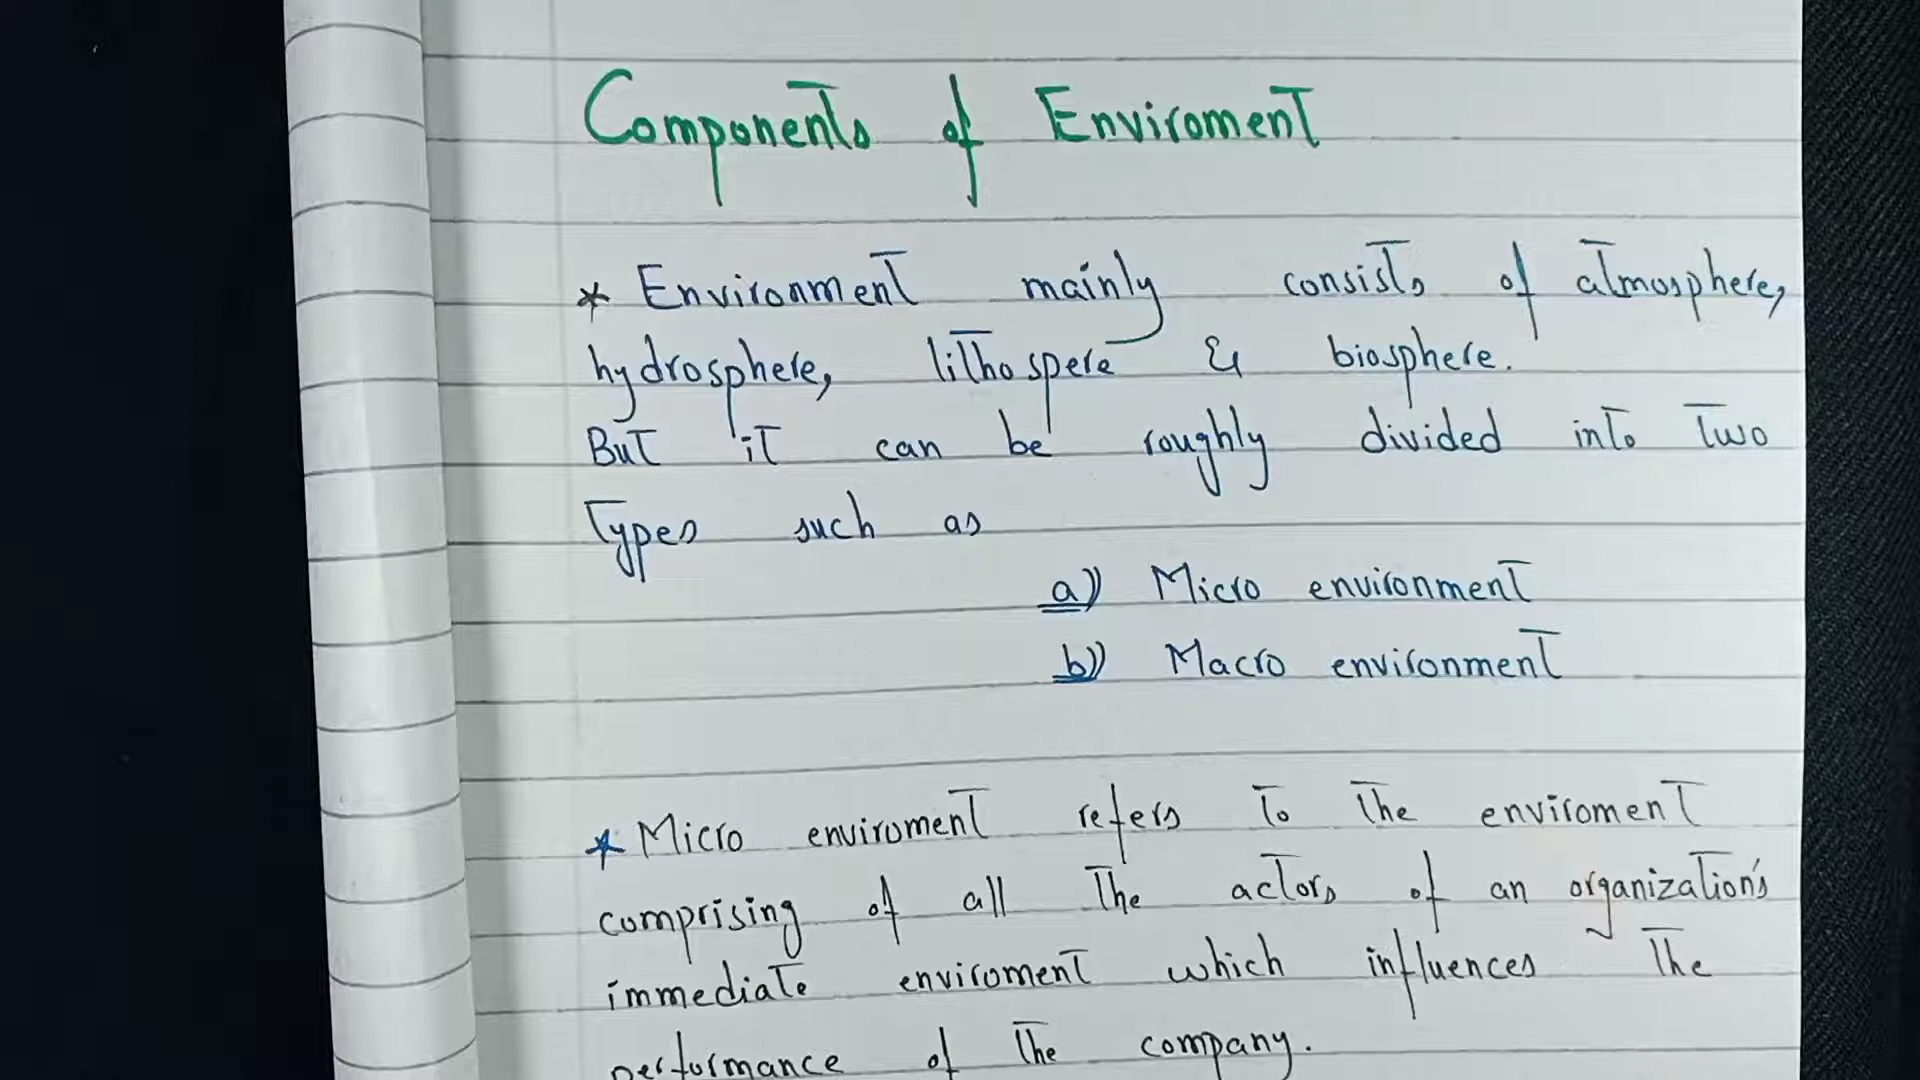 Components of Enviroment
* Environment mainly consists of atmosphere,
hydrosphere, lithospere & biosphere.
But it can be roughly divided into two
types such as
a)) Micro environment
b)) Macro environment
* Micro enviroment refers to the enviroment
comprising of all the actors of an organization's
immediate enviroment which influences the
performance of the company.